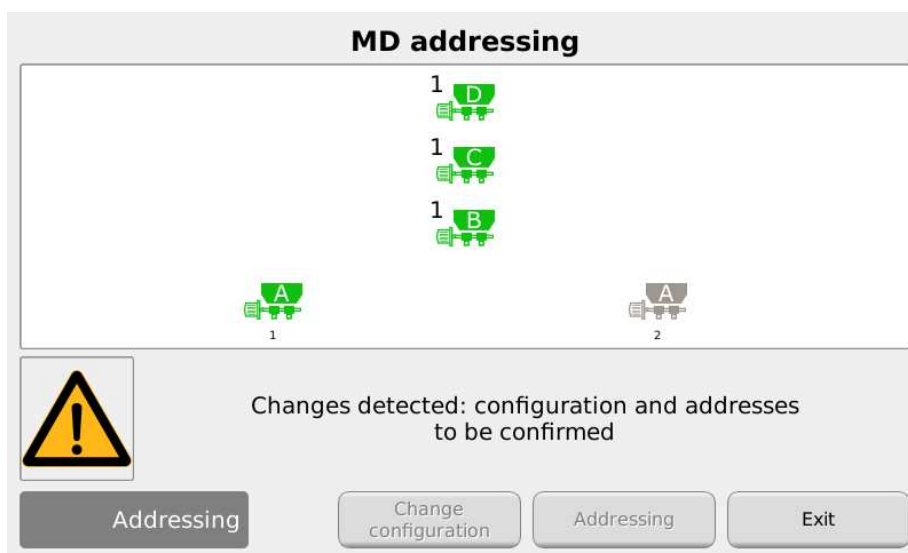 MD addressing
1 D
1 C
1 B
A A
1 2
Changes detected: configuration and addresses
to be confirmed
Addressing
Change
configuration
Addressing
Exit